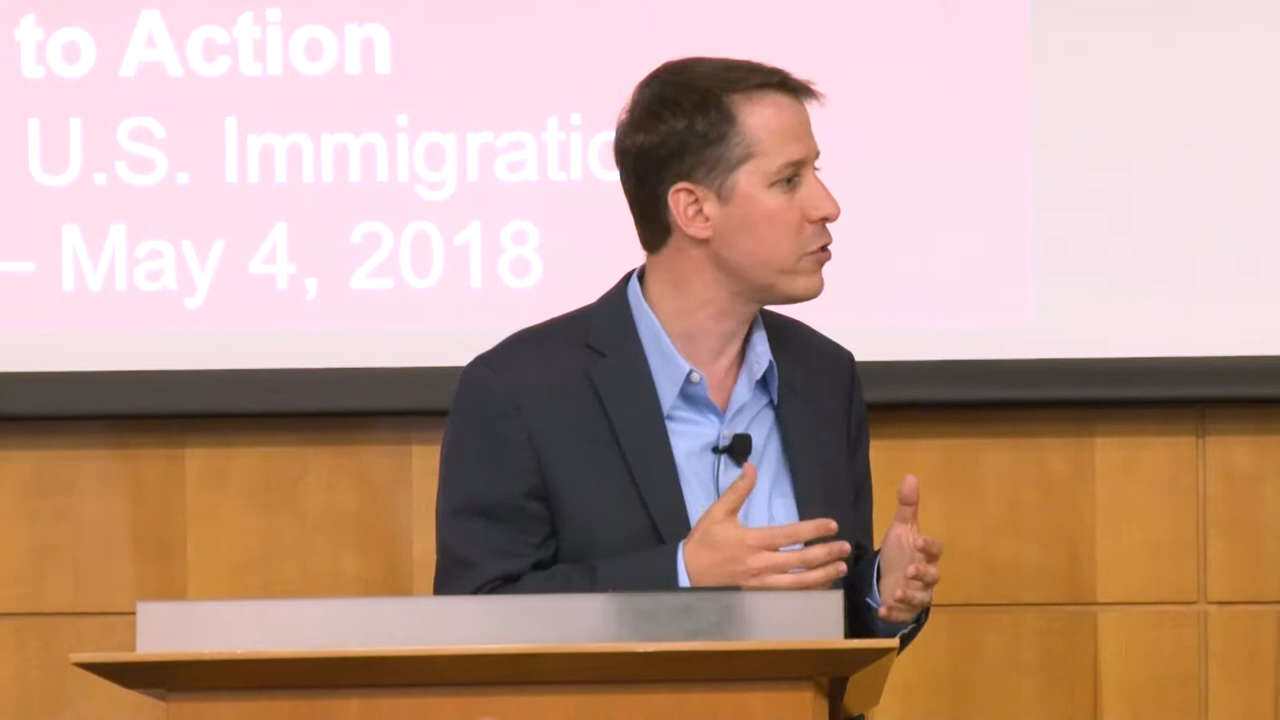 to Action
U.S. Immigratio
– May 4, 2018